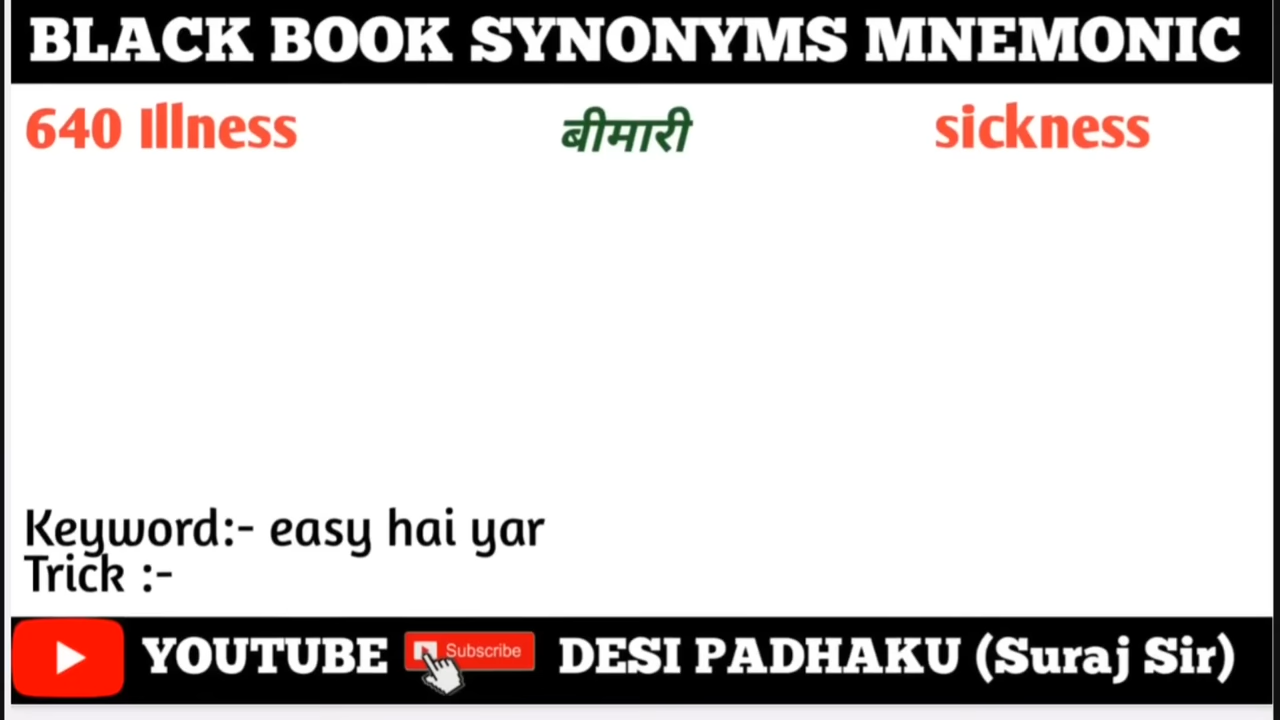 BLACK BOOK SYNONYMS MNEMONIC
640 Illness बीमारी sickness
Keyword:- easy hai yar
Trick :-
YOUTUBE Subscribe DESI PADHAKU (Suraj Sir)